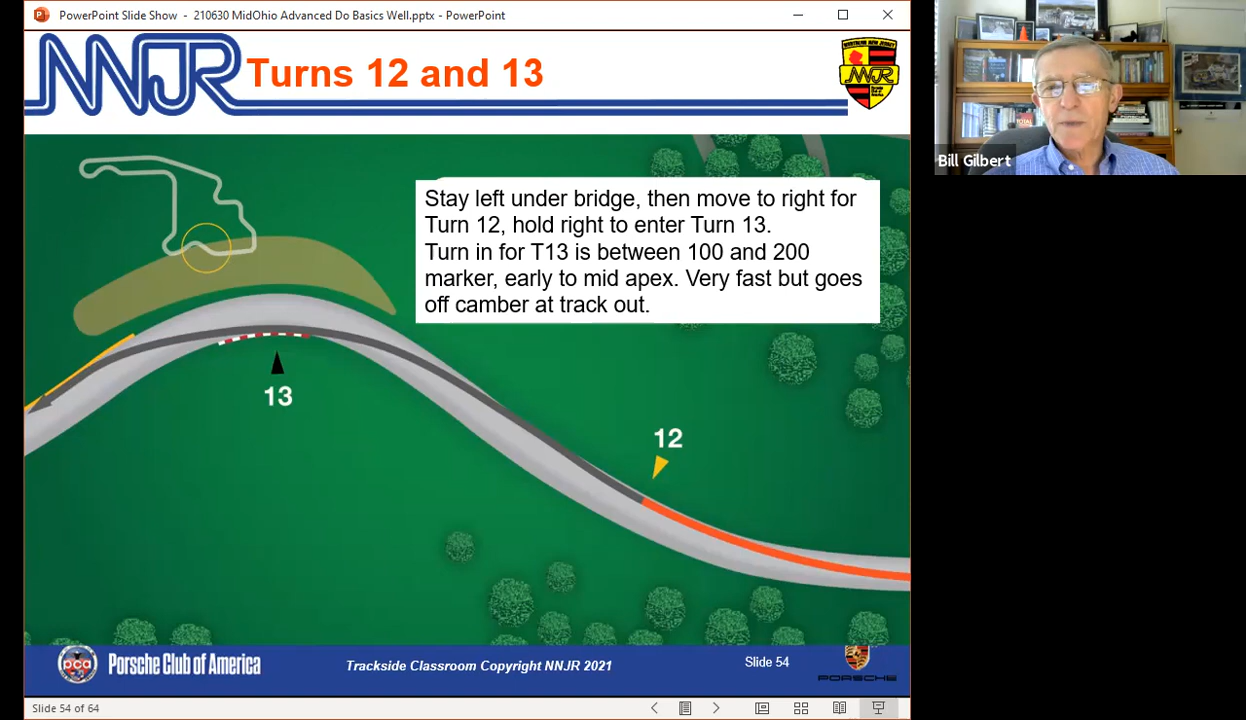 PowerPoint Slide Show - 210630 MidOhio Advanced Do Basics Well.pptx - PowerPoint
NNJR
Turns 12 and 13
NNJR
Bill Gilbert
Stay left under bridge, then move to right for
Turn 12, hold right to enter Turn 13.
Turn in for T13 is between 100 and 200
marker, early to mid apex. Very fast but goes
off camber at track out.
13
12
pca
Porsche Club of America
Trackside Classroom Copyright NNJR 2021
Slide 54
PORSCHE
Slide 54 of 64